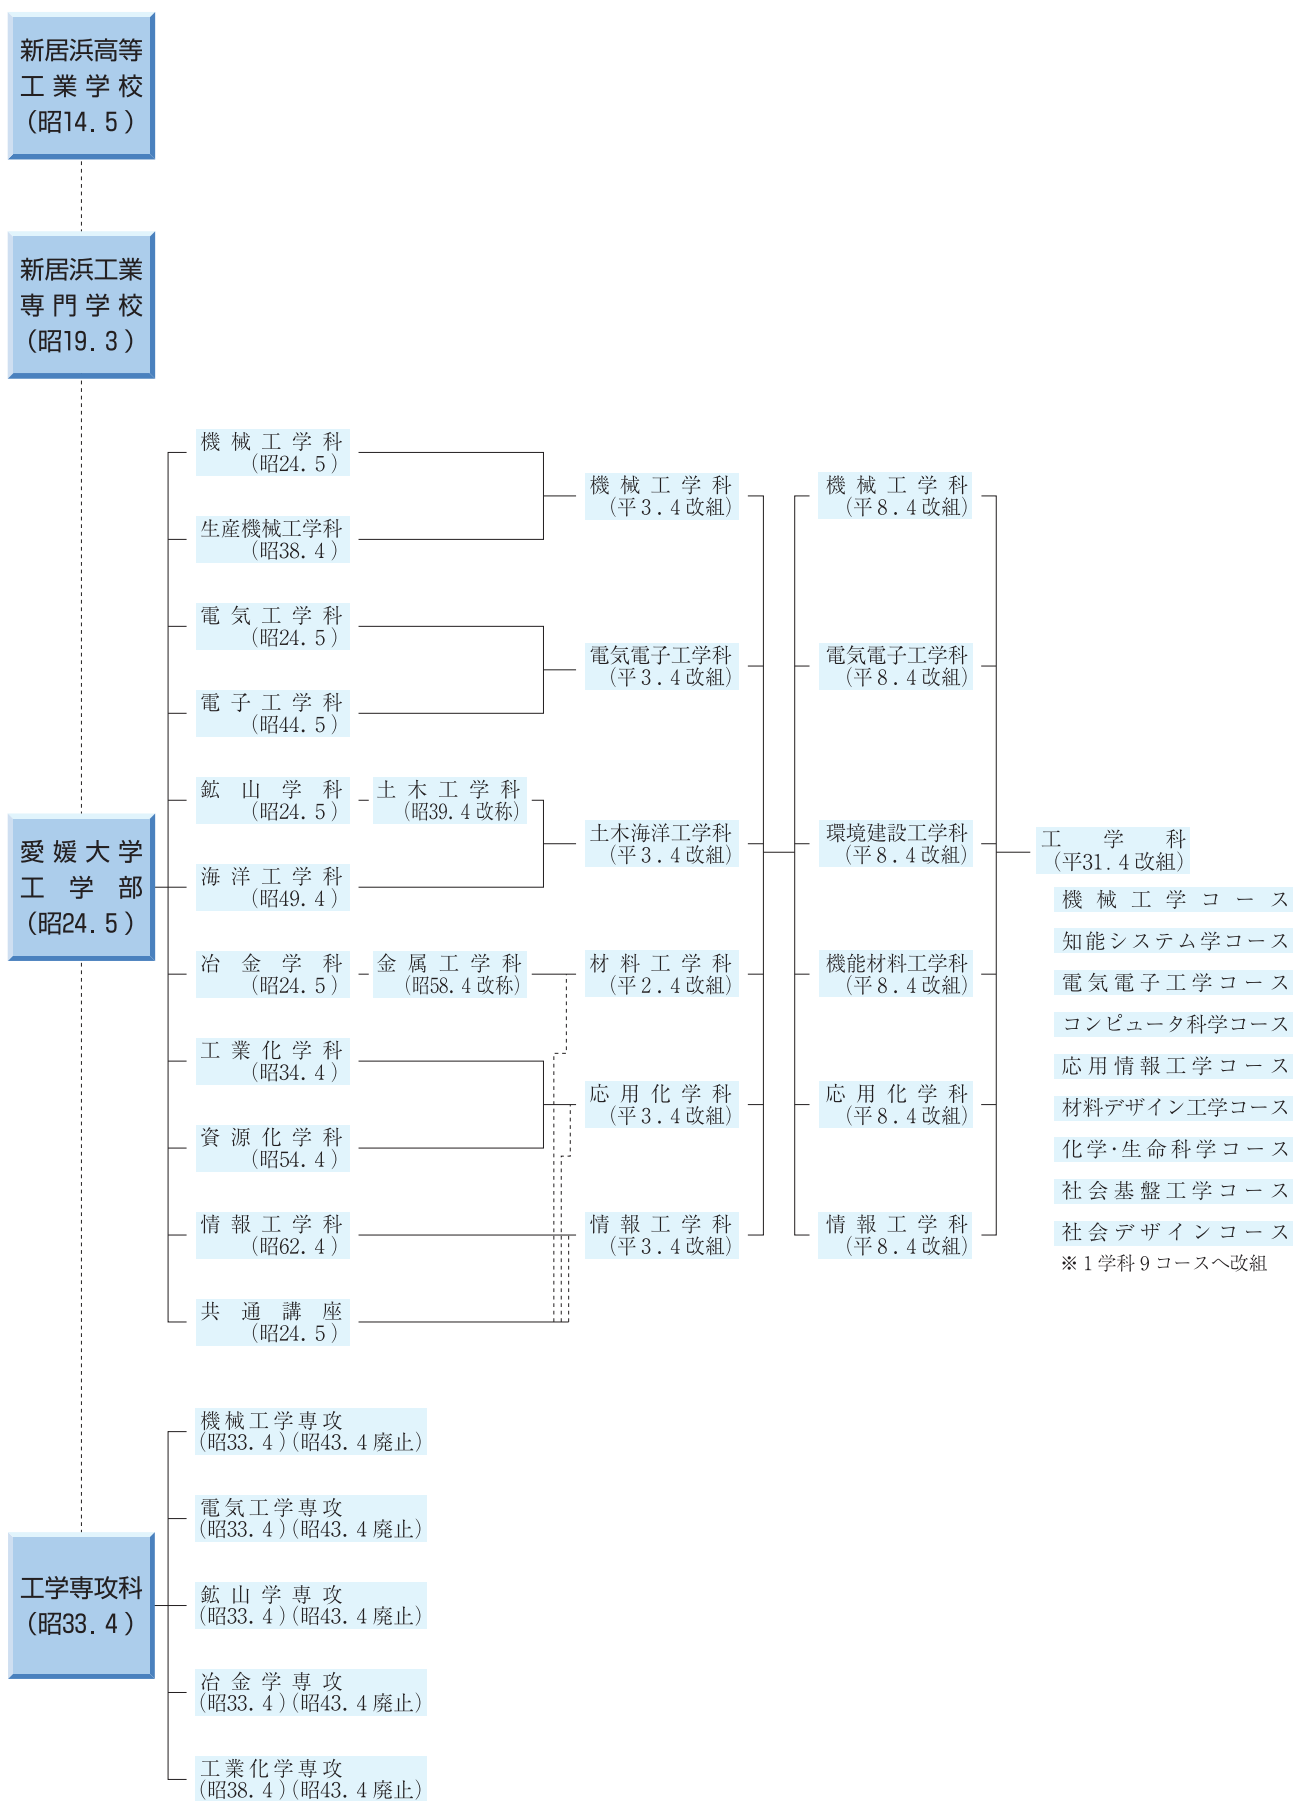 新居浜高等
工業学校
(昭14.5)
新居浜工業
専門学校
(昭19.3)
愛媛大学
工学部
(昭24.5)
機械工学科
(昭24.5)
生産機械工学科
(昭38.4)
電気工学科
(昭24.5)
電子工学科
(昭44.5)
鉱山学科
(昭24.5)
土木工学科
(昭39.4改称)
海洋工学科
(昭49.4)
冶金学科
(昭24.5)
金属工学科
(昭58.4改称)
工業化学科
(昭34.4)
資源化学科
(昭54.4)
情報工学科
(昭62.4)
共通講座
(昭24.5)
機械工学科
(平3.4改組)
電気電子工学科
(平3.4改組)
土木海洋工学科
(平3.4改組)
材料工学科
(平2.4改組)
応用化学科
(平3.4改組)
情報工学科
(平3.4改組)
機械工学科
(平8.4改組)
電気電子工学科
(平8.4改組)
環境建設工学科
(平8.4改組)
機能材料工学科
(平8.4改組)
応用化学科
(平8.4改組)
情報工学科
(平8.4改組)
工学科
(平31.4改組)
機械工学コース
知能システム学コース
電気電子工学コース
コンピュータ科学コース
応用情報工学コース
材料デザイン工学コース
化学・生命科学コース
社会基盤工学コース
社会デザインコース
※1学科9コースへ改組
工学専攻科
(昭33.4)
機械工学専攻
(昭33.4)(昭43.4廃止)
電気工学専攻
(昭33.4)(昭43.4廃止)
鉱山学専攻
(昭33.4)(昭43.4廃止)
冶金学専攻
(昭33.4)(昭43.4廃止)
工業化学専攻
(昭38.4)(昭43.4廃止)